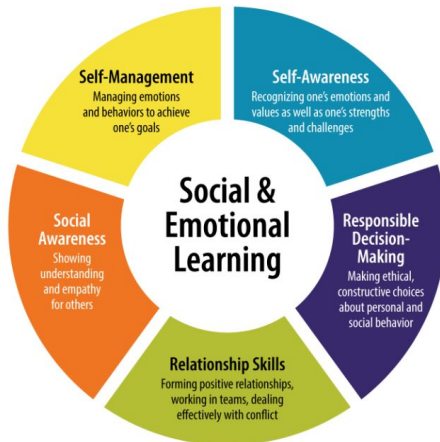 Self-Management
Managing emotions
and behaviors to achieve
one's goals
Self-Awareness
Recognizing one's emotions and
values as well as one's strengths
and challenges
Social &
Emotional
Learning
Social
Awareness
Showing
understanding
and empathy
for others
Responsible
Decision-
Making
Making ethical,
constructive choices
about personal and
social behavior
Relationship Skills
Forming positive relationships,
working in teams, dealing
effectively with conflict